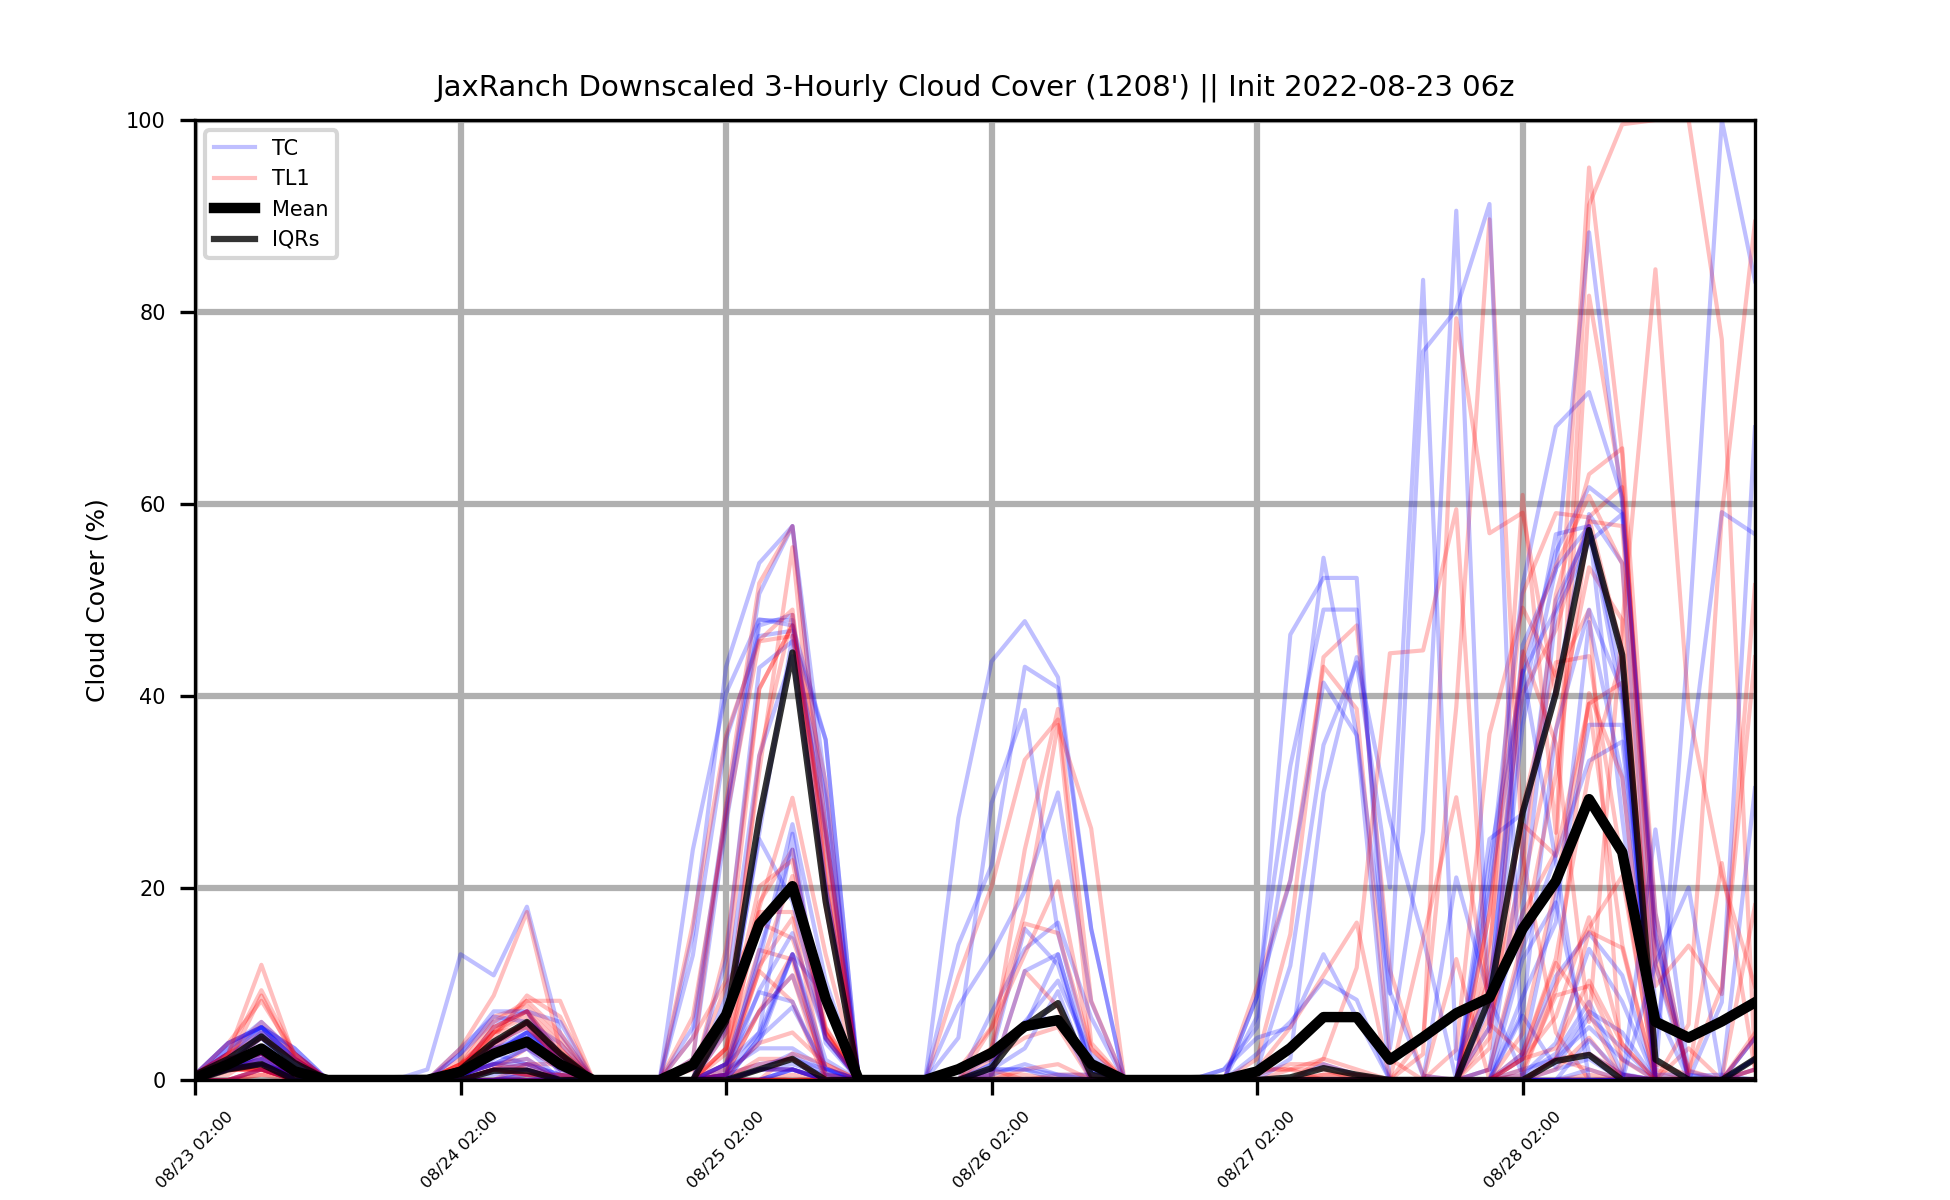 JaxRanch Downscaled 3-Hourly Cloud Cover (1208') || Init 2022-08-23 06z
100
80
60
40
20
0
Cloud Cover (%)
TC
TL1
Mean
IQRs
08/23 02:00
08/24 02:00
08/25 02:00
08/26 02:00
08/27 02:00
08/28 02:00